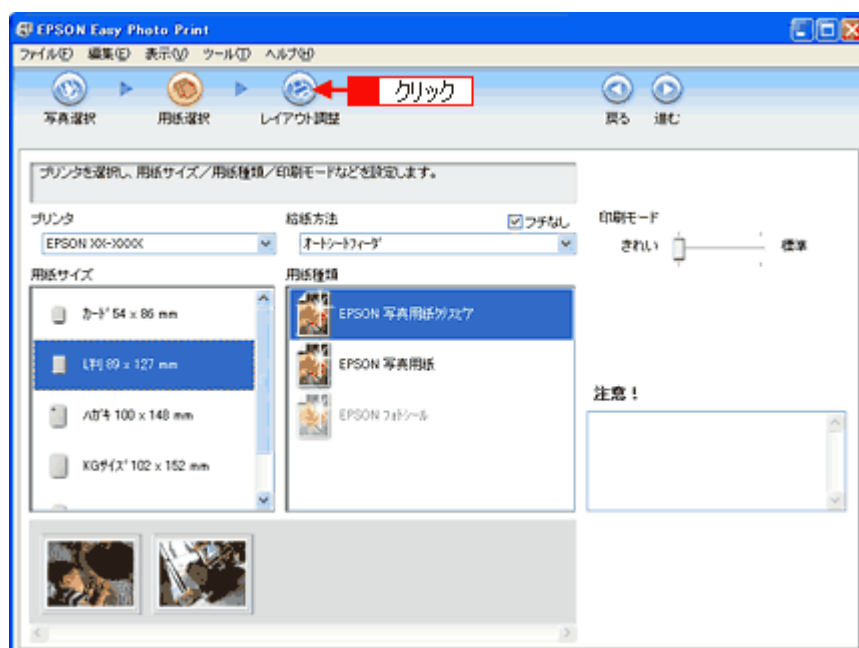 EPSON Easy Photo Print
ファイル(F) 編集(E) 表示(V) ツール(T) ヘルプ(H)
クリック
写真選択 用紙選択 レイアウト調整 戻る 進む
プリンタを選択し、用紙サイズ／用紙種類／印刷モードなどを設定します。
プリンタ 給紙方法 フチなし 印刷モード
EPSON XX-XXXX オートシートフィーダ きれい 標準
用紙サイズ 用紙種類
カード 54 x 86 mm EPSON 写真用紙クリスピア
L判 89 x 127 mm EPSON 写真用紙
注意！
ハガキ 100 x 148 mm EPSON フォトシール
KGサイズ 102 x 152 mm